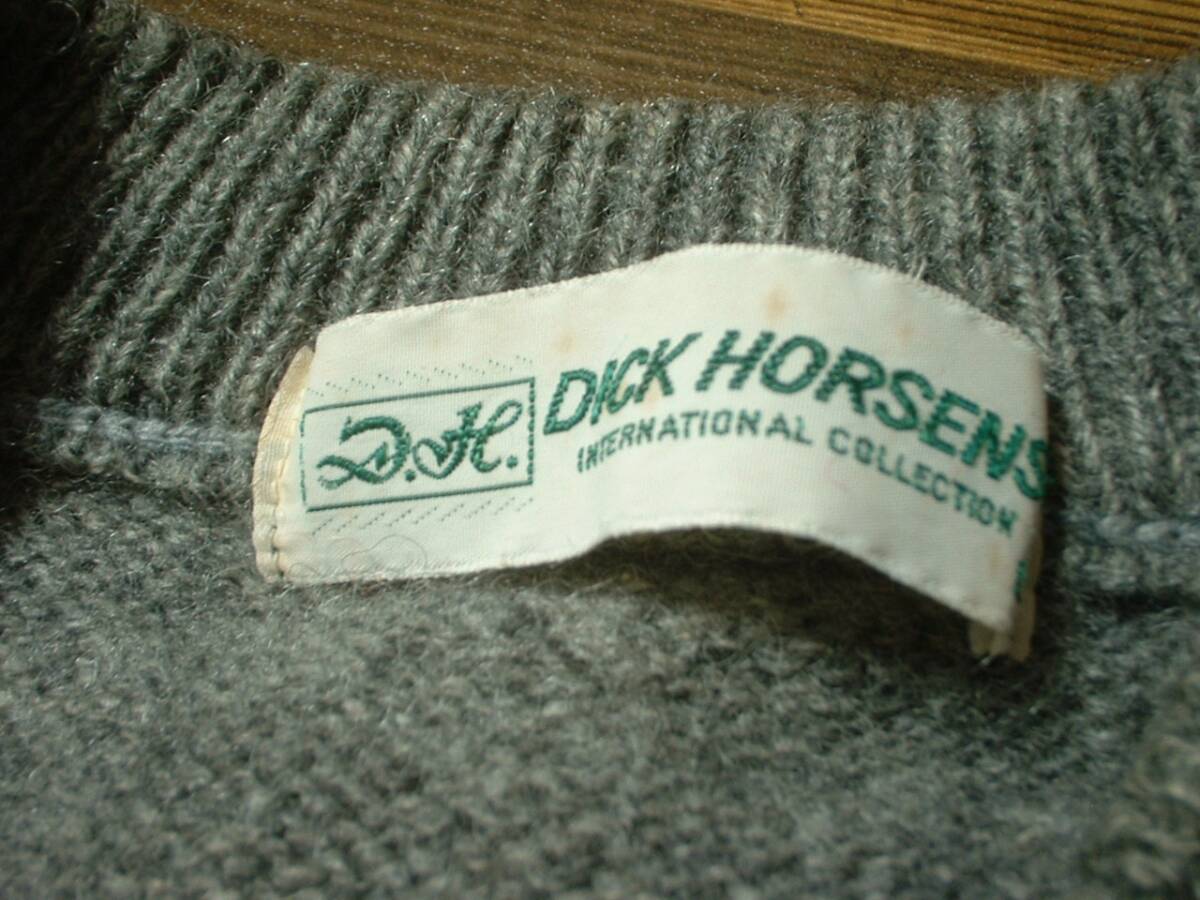 D.H.
DICK HORSENS
INTERNATIONAL COLLECTION